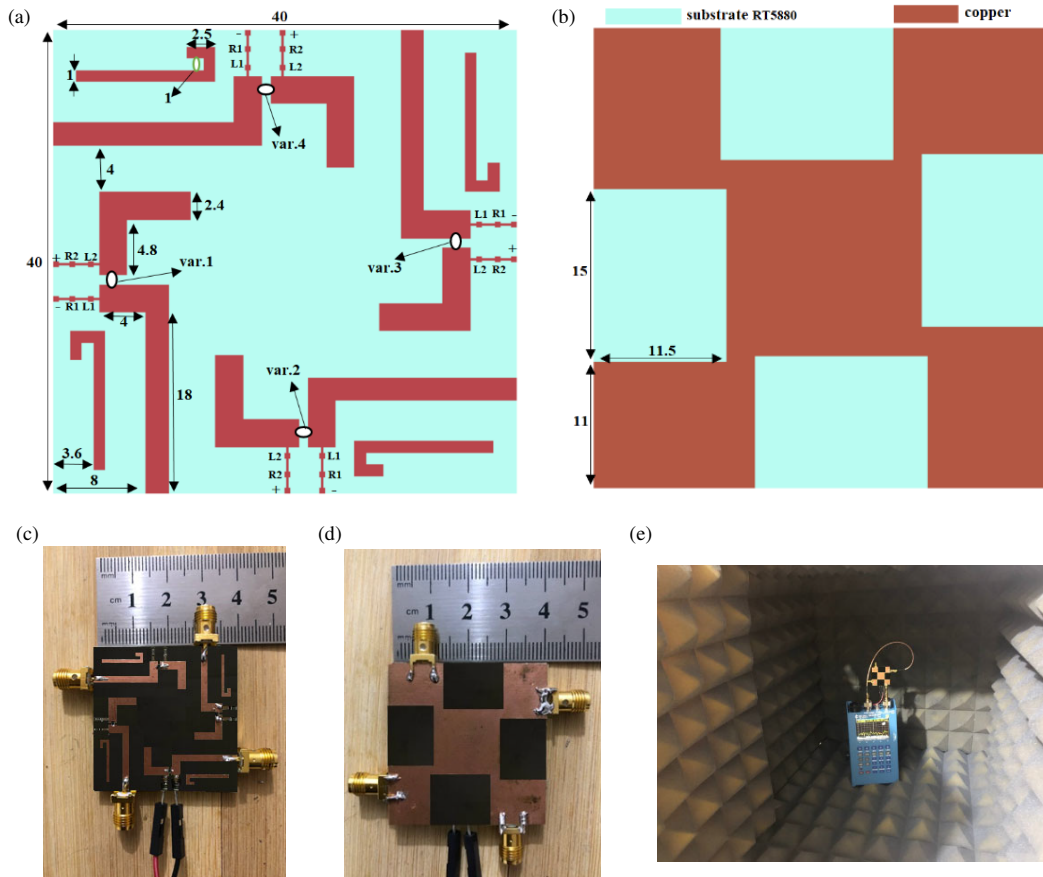 (a)
40
2.5
- +
R1 R2
L1 L2
1
1
var.4
4
2.4
4.8
L1 R1 -
+
L2 R2
var.3
40
+ R2 L2
var.1
- R1 L1
4
18
var.2
3.6
8
L2 L1
R2 R1
+ -
(b)
substrate RT5880
copper
15
11.5
11
(c)
mm
cm 1 2 3 4 5
(d)
mm
cm 1 2 3 4 5
mm
(e)